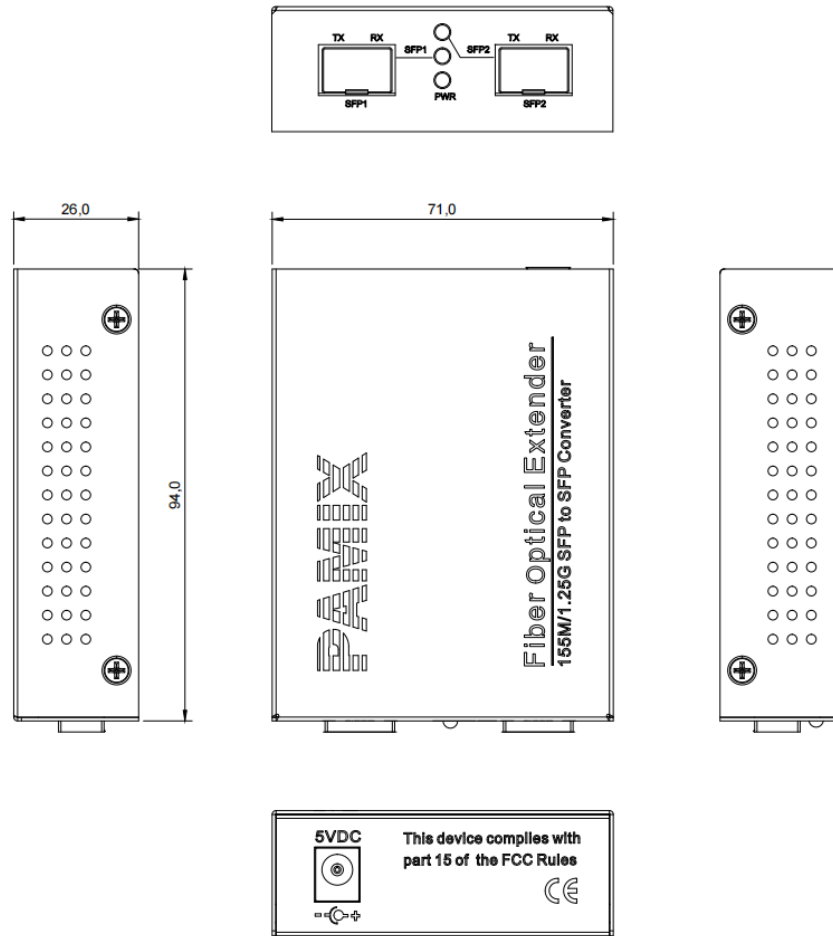 TX RX
SFP1
SFP2
TX RX
SFP1
PWR
SFP2
26,0
71,0
94,0
PAMIX
Fiber Optical Extender
155M/1.25G SFP to SFP Converter
5VDC
This device complies with
part 15 of the FCC Rules
CE
- +